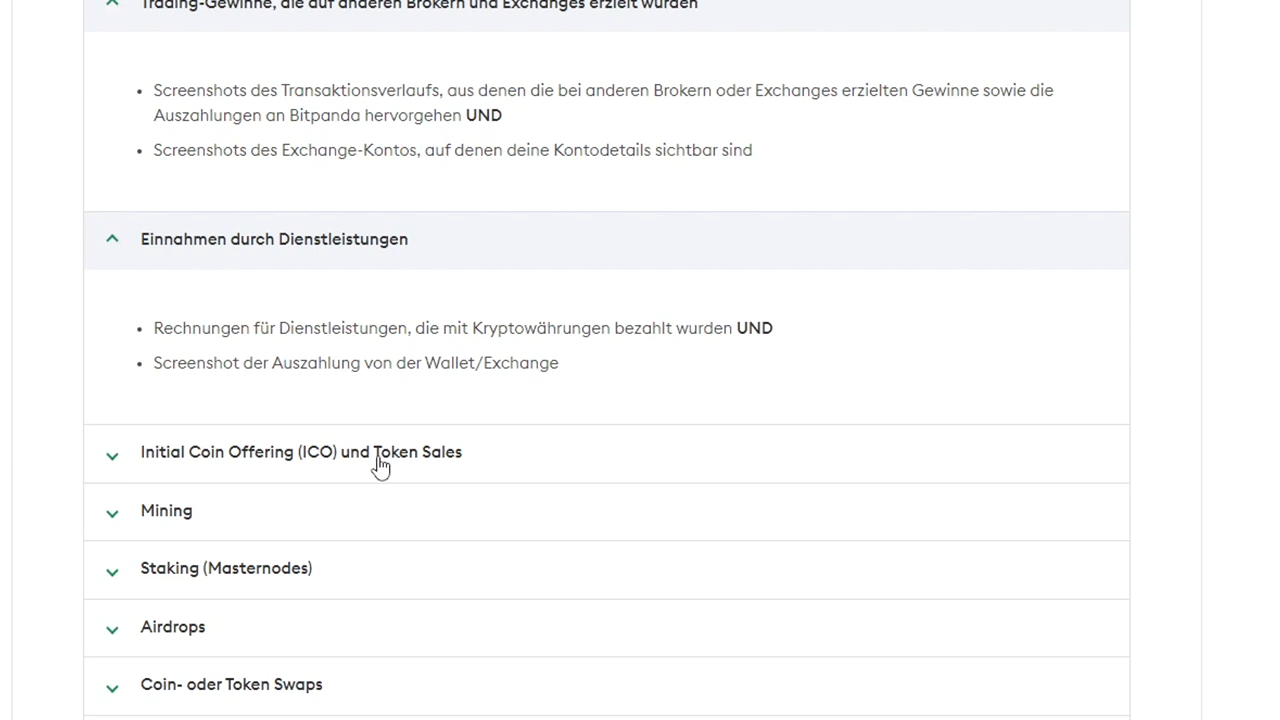 Trading-Gewinne, die auf anderen Brokern und Exchanges erzielt wurden
• Screenshots des Transaktionsverlaufs, aus denen die bei anderen Brokern oder Exchanges erzielten Gewinne sowie die
Auszahlungen an Bitpanda hervorgehen UND
• Screenshots des Exchange-Kontos, auf denen deine Kontodetails sichtbar sind
Einnahmen durch Dienstleistungen
• Rechnungen für Dienstleistungen, die mit Kryptowährungen bezahlt wurden UND
• Screenshot der Auszahlung von der Wallet/Exchange
Initial Coin Offering (ICO) und Token Sales
Mining
Staking (Masternodes)
Airdrops
Coin- oder Token Swaps